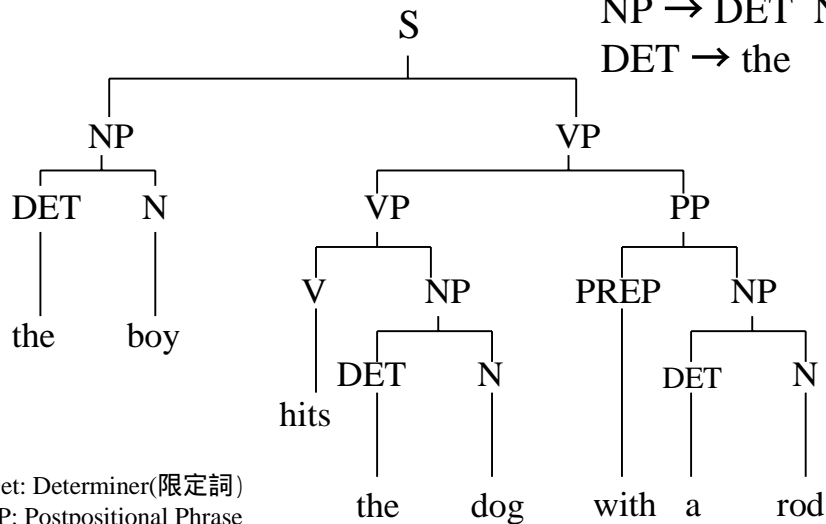 S
NP → DET N
DET → the
NP VP
DET N VP PP
V NP PREP NP
the boy
DET N DET N
hits
et: Determiner(限定詞)
the dog with a rod
P: Postpositional Phrase